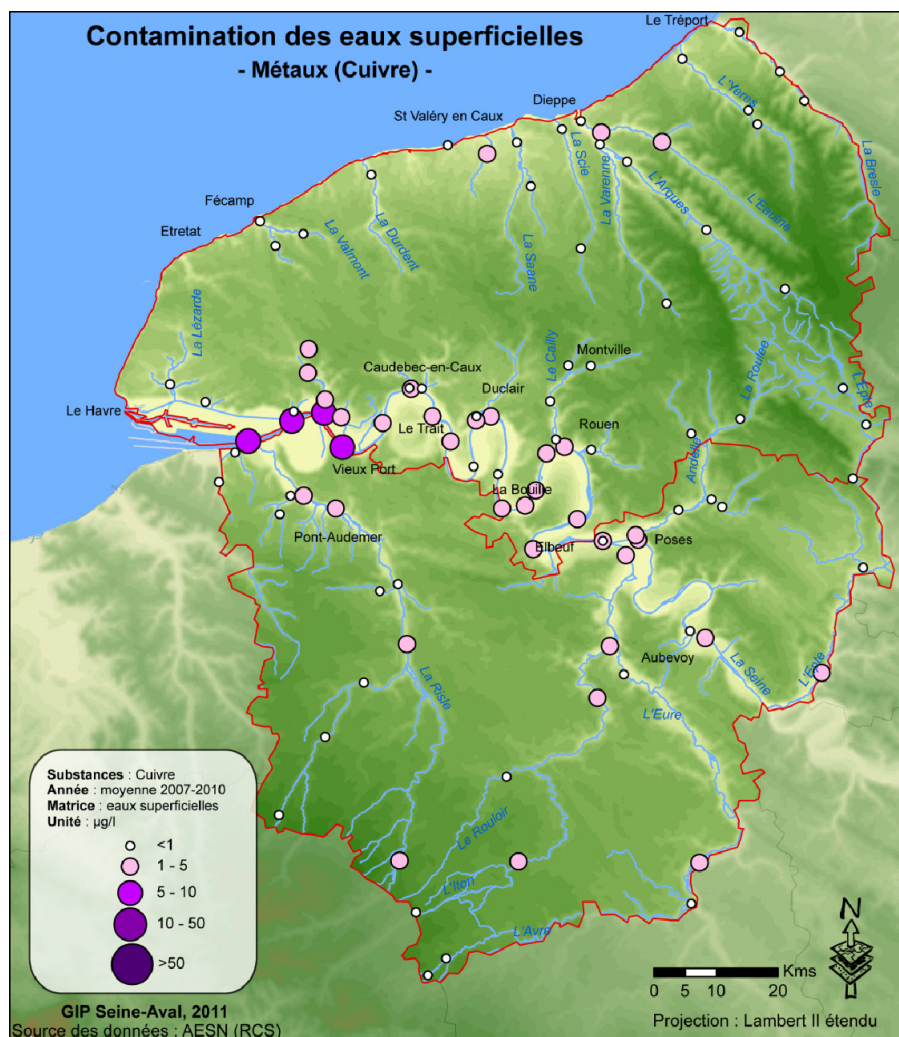 Contamination des eaux superficielles
- Métaux (Cuivre) -
Le Tréport
L'Yères
Dieppe
St Valéry en Caux
La Scie
La Varenne
L'Arques
L'Eaulne
La Bresle
Fécamp
Etretat
La Valmont
La Durdent
La Saane
La Lézarde
Le Cailly
Montville
La Roulée
L'Epte
Caudebec-en-Caux
Duclair
Le Havre
Le Trait
Rouen
Vieux Port
La Bouille
Andelle
Pont-Audemer
Elbeuf
Poses
Aubevoy
La Seine
L'Epte
La Risle
L'Eure
Le Rouloir
L'Iton
L'Avre
Substances : Cuivre
Année : moyenne 2007-2010
Matrice : eaux superficielles
Unité : µg/l
<1
1 - 5
5 - 10
10 - 50
>50
GIP Seine-Aval, 2011
Source des données : AESN (RCS)
N
Kms
0 5 10 20
Projection : Lambert II étendu